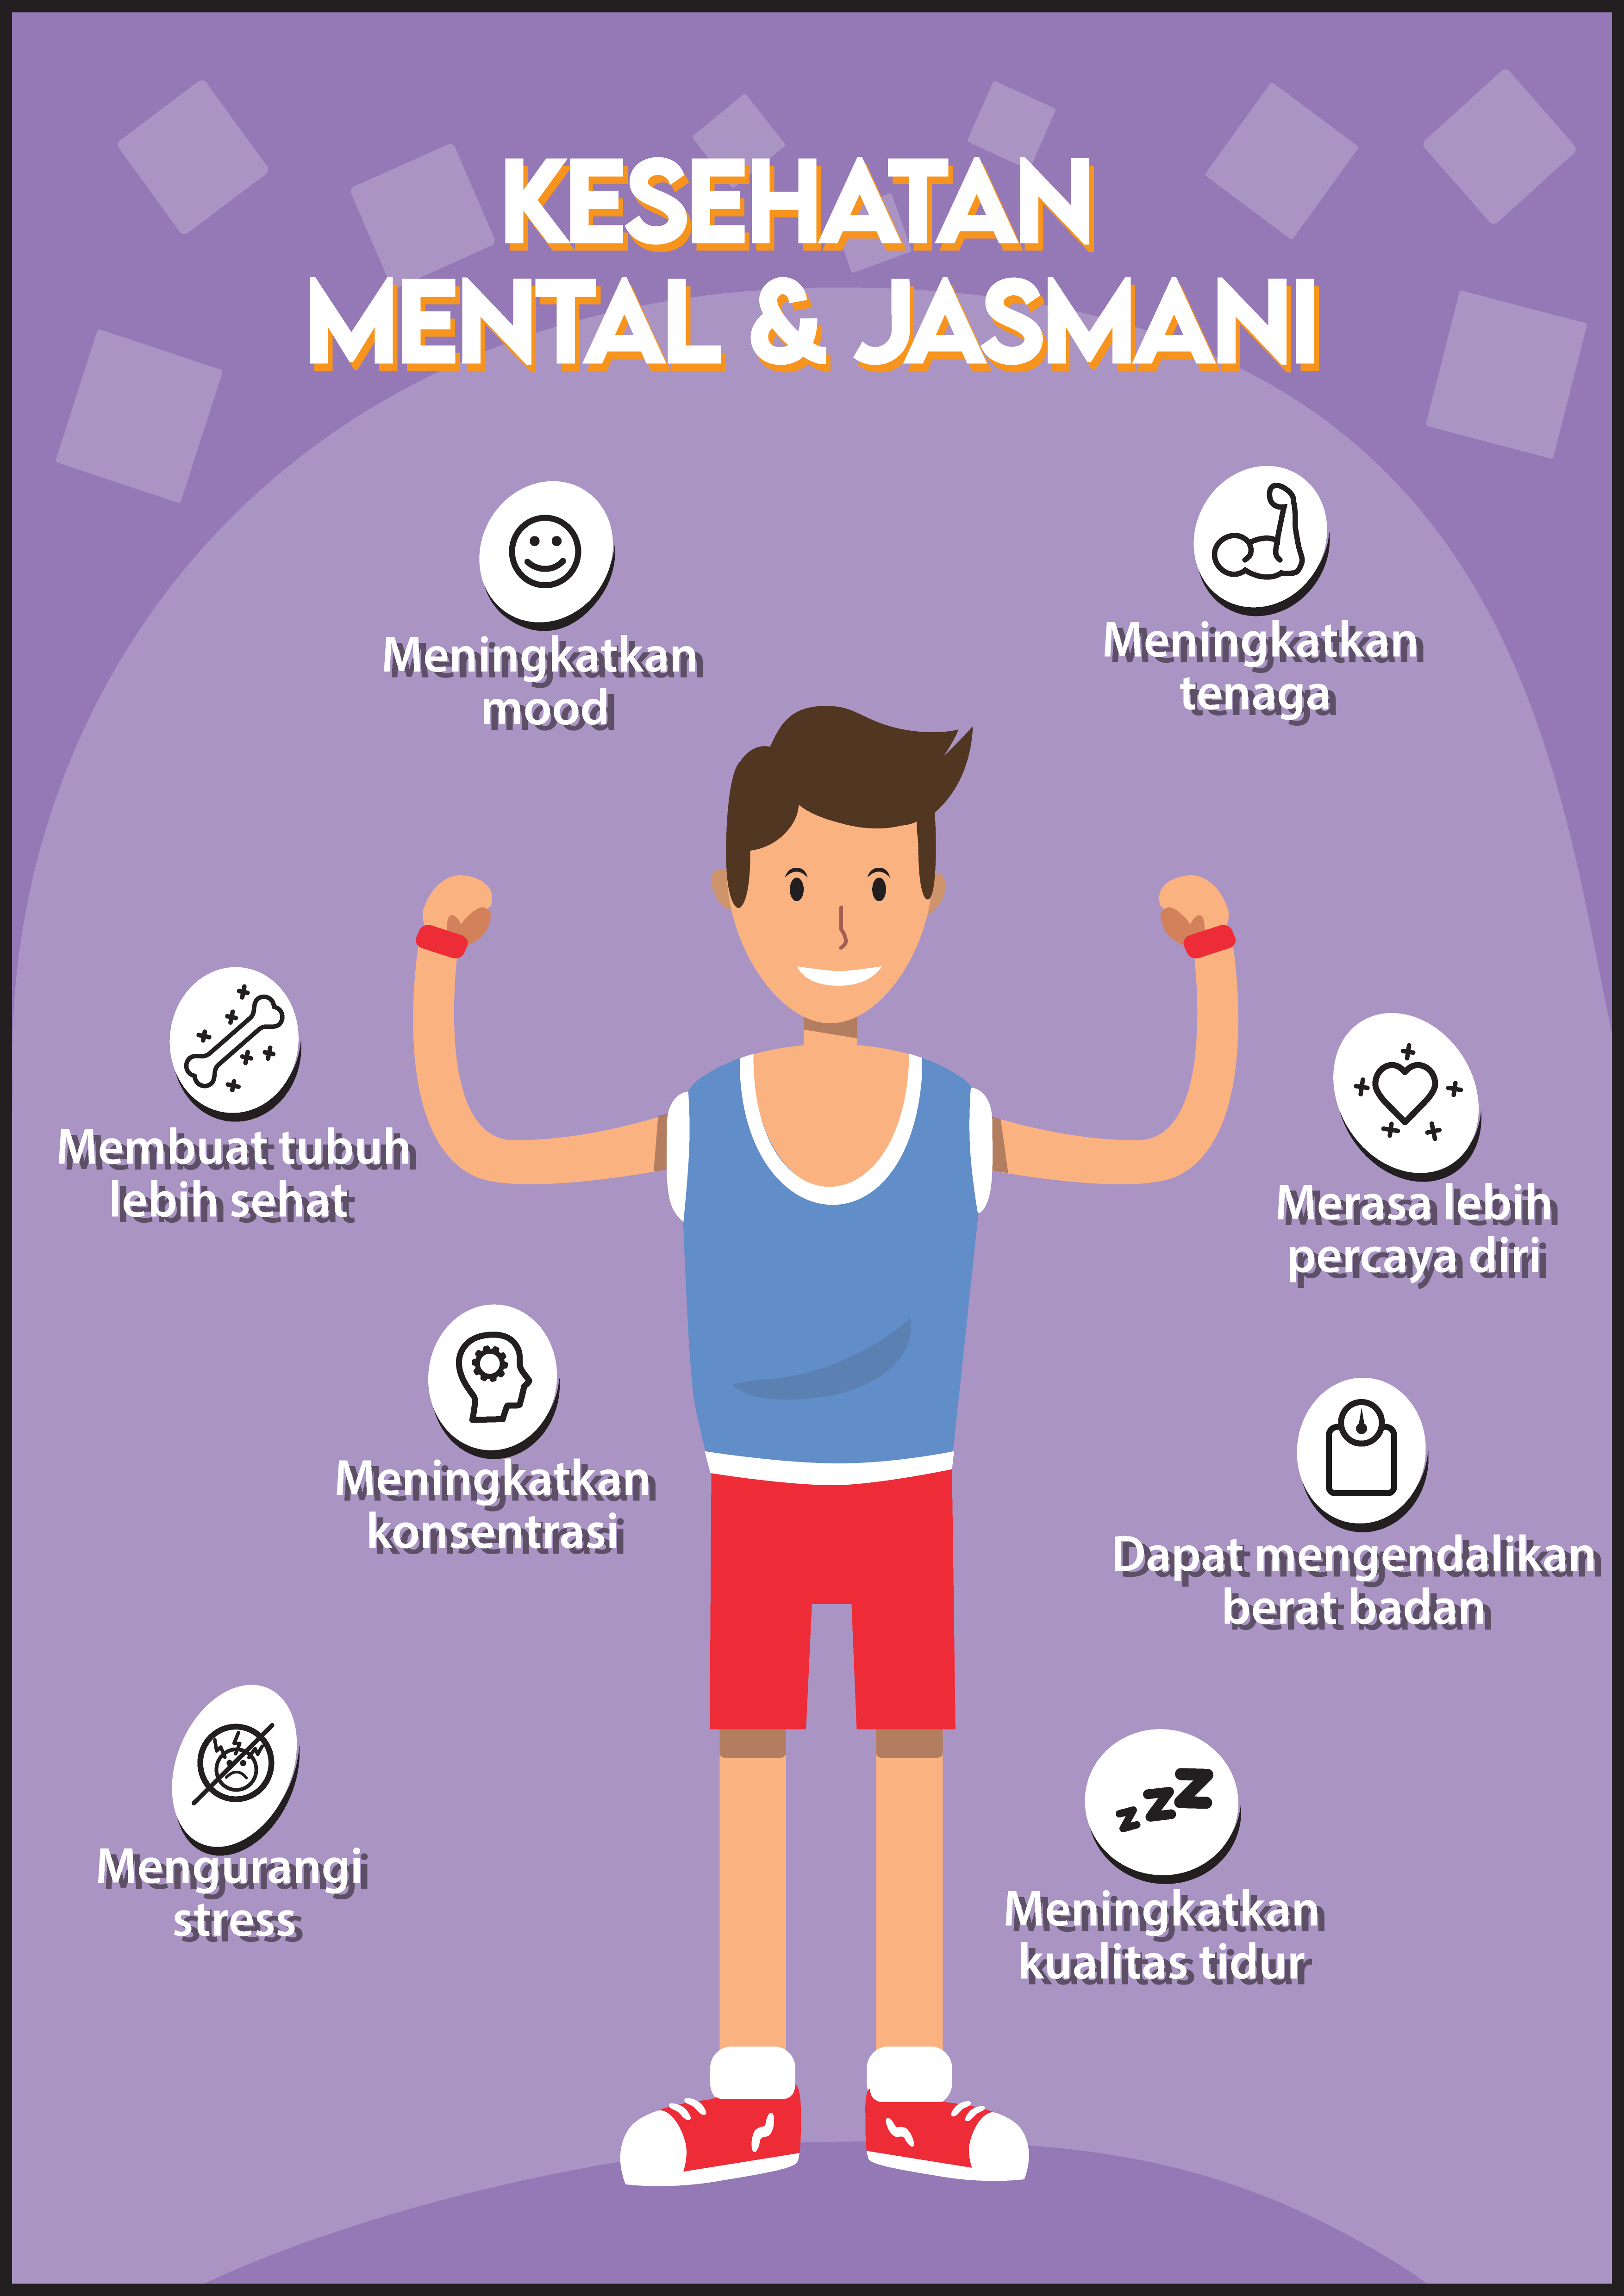 KESEHATAN
MENTAL & JASMANI
Meningkatkan
mood
Meningkatkan
tenaga
Membuat tubuh
lebih sehat
Merasa lebih
percaya diri
Meningkatkan
konsentrasi
Dapat mengendalikan
berat badan
Mengurangi
stress
zzz
Meningkatkan
kualitas tidur